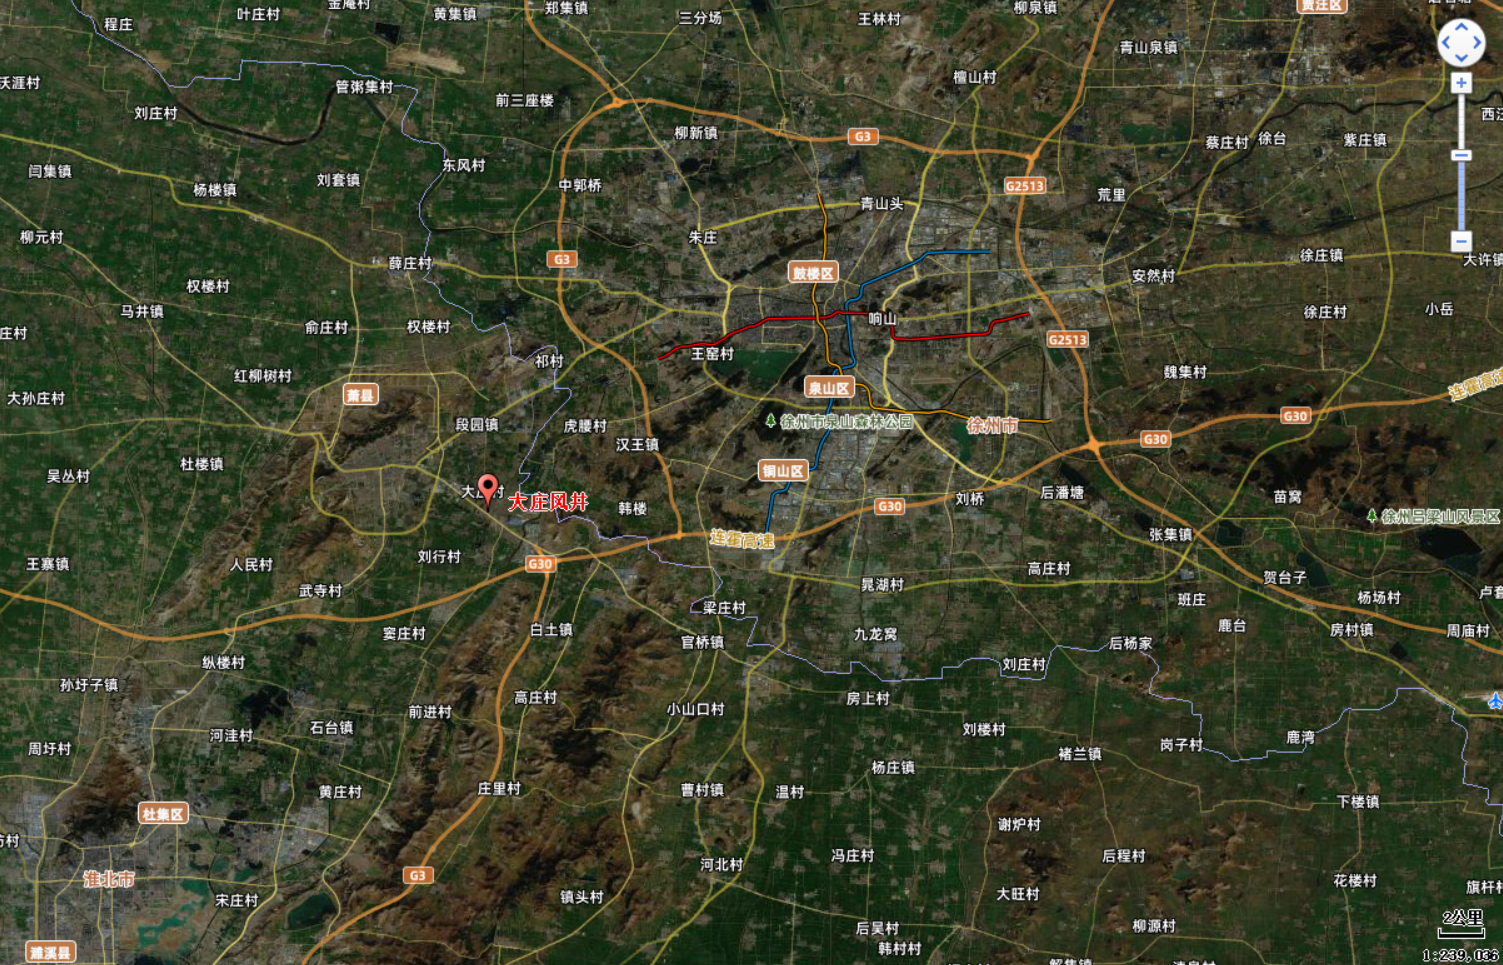 程庄
叶庄村
黄集镇
郑集镇
三分场
王林村
柳泉镇
贾汪区
青山泉镇
沃涯村
管粥集村
前三座楼
檀山村
刘庄村
柳新镇
G3
蔡庄村
徐台
紫庄镇
闫集镇
东风村
杨楼镇
刘套镇
中郭桥
G2513
荒里
青山头
柳元村
朱庄
薛庄村
G3
鼓楼区
徐庄镇
大许镇
安然村
权楼村
马井镇
俞庄村
权楼村
响山
徐庄村
小岳
庄村
G2513
祁村
王窑村
红柳树村
魏集村
连霍高速
萧县
泉山区
大孙庄村
段园镇
虎腰村
徐州市泉山森林公园
徐州市
G30
G30
汉王镇
杜楼镇
吴丛村
铜山区
大庄村
大庄风井
韩楼
G30
刘桥
后潘塘
苗窝
徐州吕梁山风景区
连霍高速
张集镇
王寨镇
人民村
刘行村
G30
武寺村
晁湖村
高庄村
贺台子
杨场村
班庄
梁庄村
窦庄村
白土镇
官桥镇
九龙窝
鹿台
房村镇
周庙村
后杨家
纵楼村
刘庄村
孙圩子镇
高庄村
房上村
前进村
小山口村
石台镇
河洼村
刘楼村
鹿湾
周圩村
岗子村
褚兰镇
杨庄镇
庄里村
黄庄村
曹村镇
温村
下楼镇
杜集区
谢炉村
冯庄村
后程村
河北村
G3
淮北市
花楼村
镇头村
大旺村
宋庄村
后吴村
柳源村
2公里
韩村村
濉溪县
1:239,036